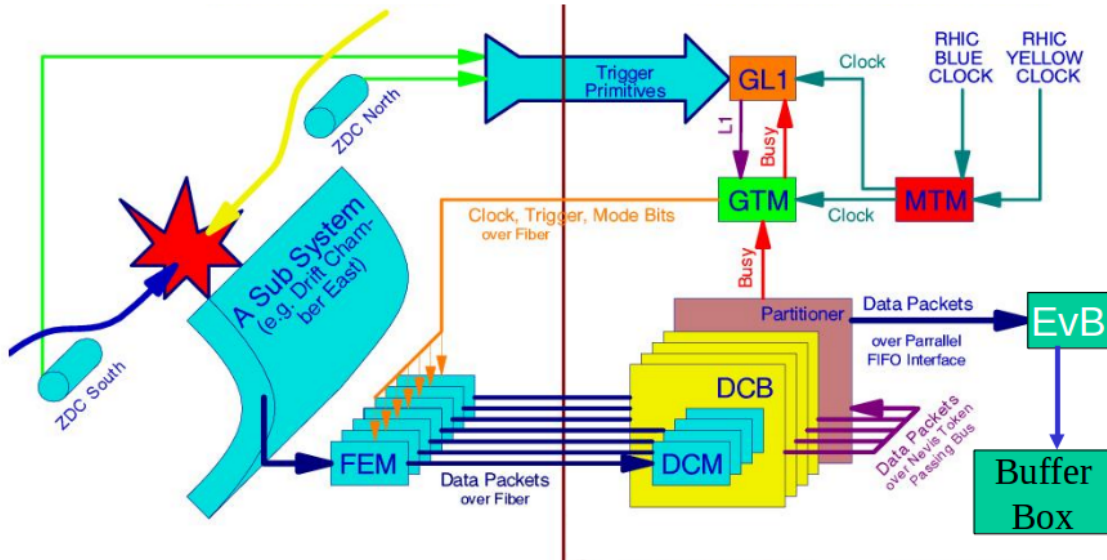 RHIC
BLUE
CLOCK
RHIC
YELLOW
CLOCK
Trigger
Primitives
GL1
Clock
ZDC North
L1
Busy
GTM
Clock
MTM
Clock, Trigger, Mode Bits
over Fiber
A Sub System
(e.g. Drift Cham-
ber East)
Busy
Partitioner
Data Packets
over Parrallel
FIFO Interface
EvB
ZDC South
DCB
FEM
DCM
Data Packets
over Fiber
Data Packets
over Nevis Token
Passing Bus
Buffer
Box